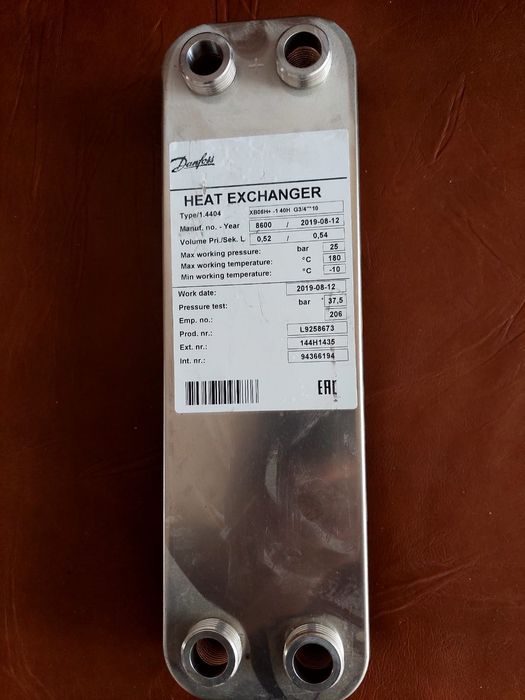 Danfoss
HEAT EXCHANGER
Type/1.4404 XB06H+ -1 40H G3/4"*10
Manuf. no. - Year 8600 / 2019-08-12
Volume Pri./Sek. L 0,52 / 0,54
Max working pressure: bar 25
Max working temperature: °C 180
Min working temperature: °C -10
Work date: 2019-08-12
Pressure test: bar 37,5
Emp. no.: 206
Prod. nr.: L9258673
Ext. nr.: 144H1435
Int. nr.: 94366194
EAC